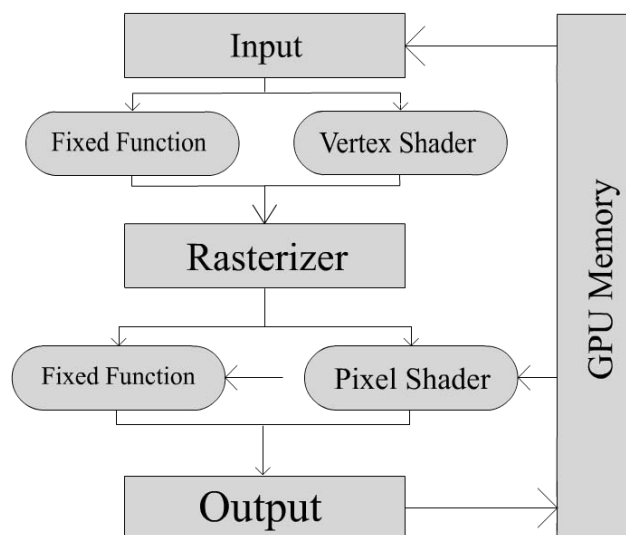 Input
Fixed Function
Vertex Shader
Rasterizer
Fixed Function
Pixel Shader
Output
GPU Memory